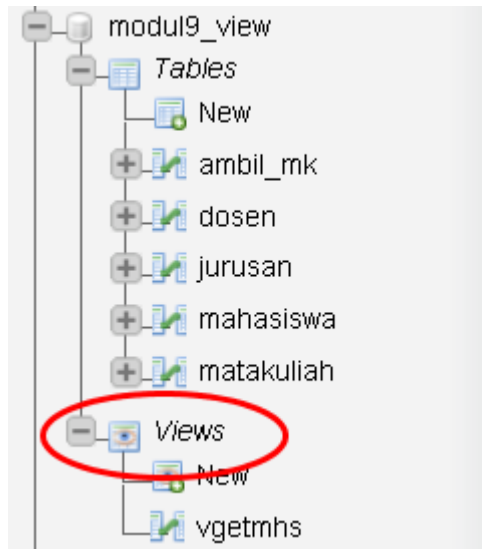 modul9_view
Tables
New
ambil_mk
dosen
jurusan
mahasiswa
matakuliah
Views
New
vgetmhs